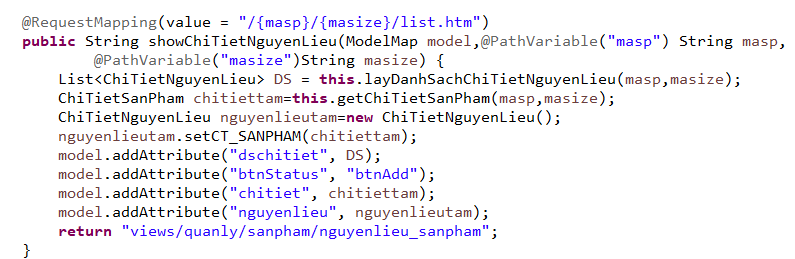 @RequestMapping(value = "/{masp}/{masize}/list.htm")
public String showChiTietNguyenLieu(ModelMap model,@PathVariable("masp") String masp,
@PathVariable("masize")String masize) {
List<ChiTietNguyenLieu> DS = this.layDanhSachChiTietNguyenLieu(masp,masize);
ChiTietSanPham chitiettam=this.getChiTietSanPham(masp,masize);
ChiTietNguyenLieu nguyenlieutam=new ChiTietNguyenLieu();
nguyenlieutam.setCT_SANPHAM(chitiettam);
model.addAttribute("dschitiet", DS);
model.addAttribute("btnStatus", "btnAdd");
model.addAttribute("chitiet", chitiettam);
model.addAttribute("nguyenlieu", nguyenlieutam);
return "views/quanly/sanpham/nguyenlieu_sanpham";
}